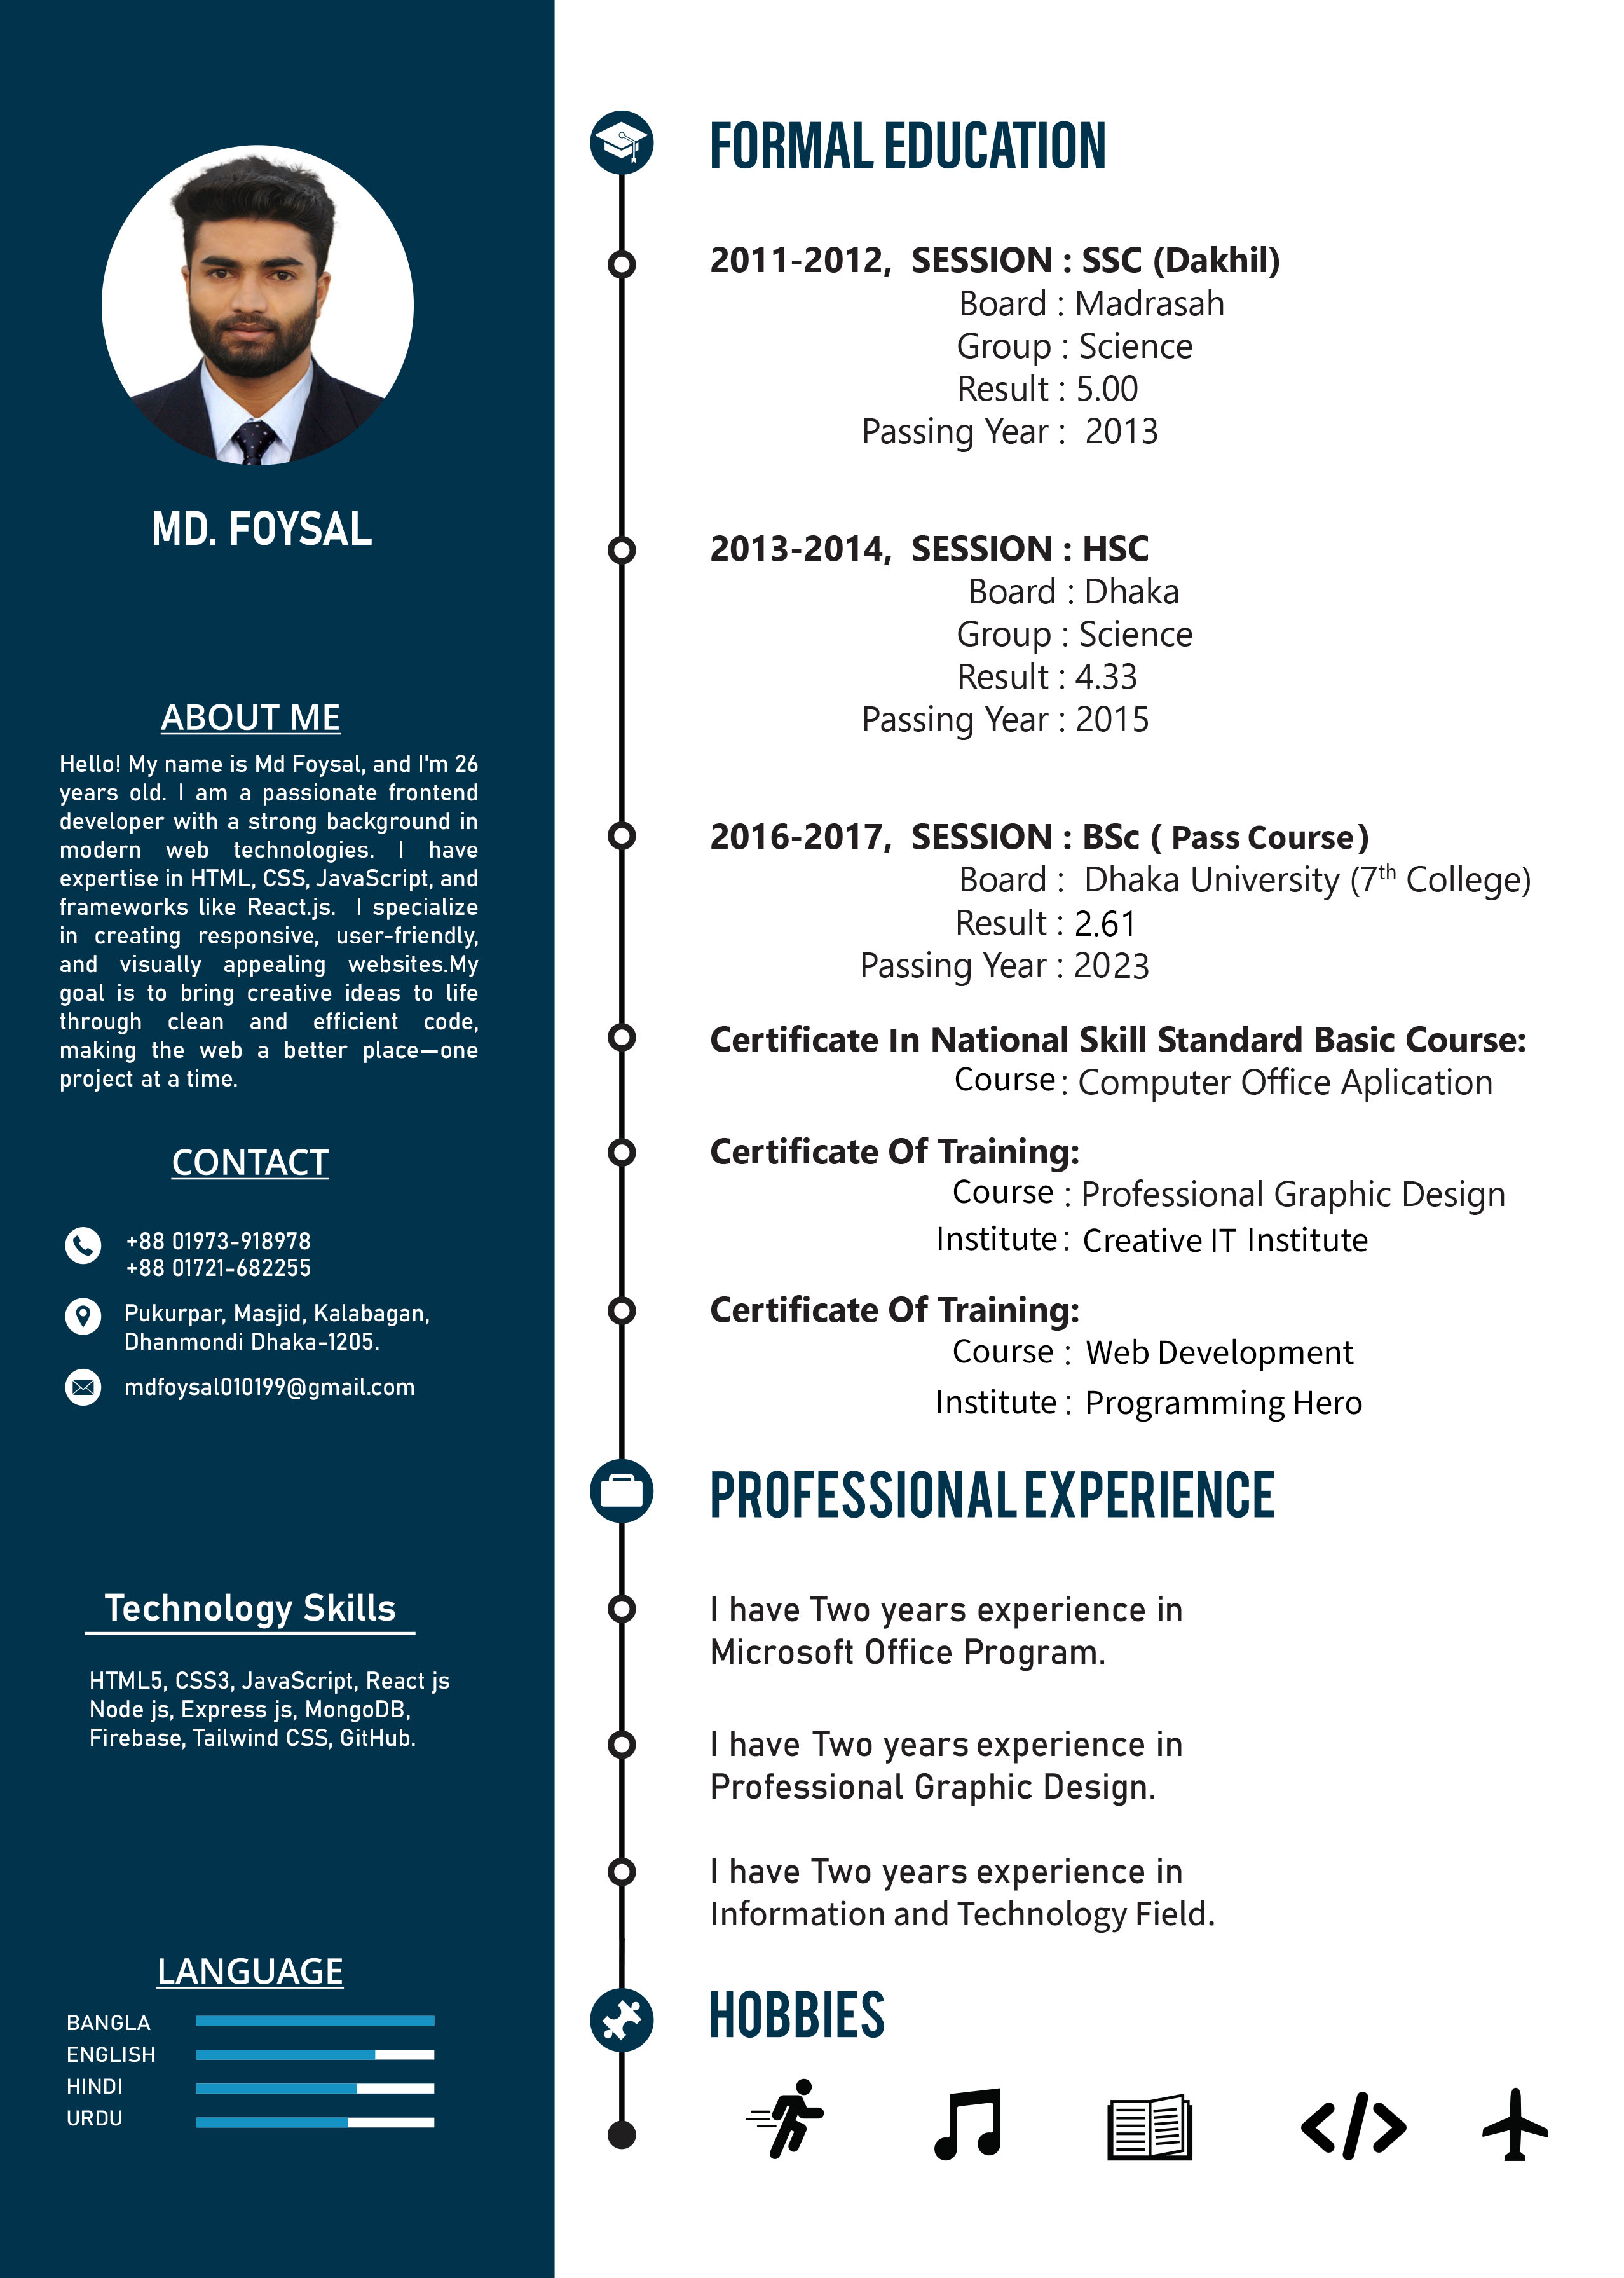 MD. FOYSAL
ABOUT ME
Hello! My name is Md Foysal, and I'm 26
years old. I am a passionate frontend
developer with a strong background in
modern web technologies. I have
expertise in HTML, CSS, JavaScript, and
frameworks like React.js. I specialize
in creating responsive, user-friendly,
and visually appealing websites.My
goal is to bring creative ideas to life
through clean and efficient code,
making the web a better place—one
project at a time.
CONTACT
+88 01973-918978
+88 01721-682255
Pukurpar, Masjid, Kalabagan,
Dhanmondi Dhaka-1205.
mdfoysal010199@gmail.com
Technology Skills
HTML5, CSS3, JavaScript, React js
Node js, Express js, MongoDB,
Firebase, Tailwind CSS, GitHub.
LANGUAGE
BANGLA
ENGLISH
HINDI
URDU
FORMAL EDUCATION
2011-2012, SESSION : SSC (Dakhil)
Board : Madrasah
Group : Science
Result : 5.00
Passing Year : 2013
2013-2014, SESSION : HSC
Board : Dhaka
Group : Science
Result : 4.33
Passing Year : 2015
2016-2017, SESSION : BSc ( Pass Course)
Board : Dhaka University (7th College)
Result : 2.61
Passing Year : 2023
Certificate In National Skill Standard Basic Course:
Course : Computer Office Aplication
Certificate Of Training:
Course : Professional Graphic Design
Institute : Creative IT Institute
Certificate Of Training:
Course : Web Development
Institute : Programming Hero
PROFESSIONAL EXPERIENCE
I have Two years experience in
Microsoft Office Program.
I have Two years experience in
Professional Graphic Design.
I have Two years experience in
Information and Technology Field.
HOBBIES